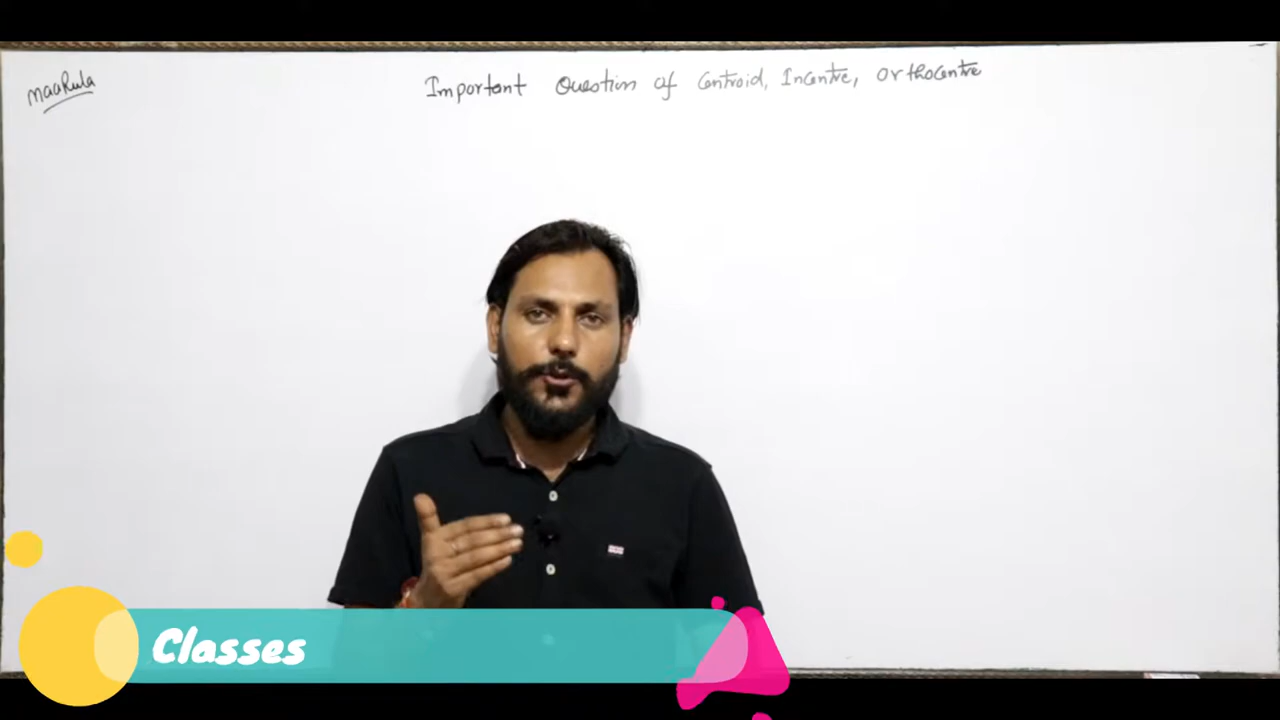 maaRula
Important Question of Centroid, Incentre, Orthocentre
Classes